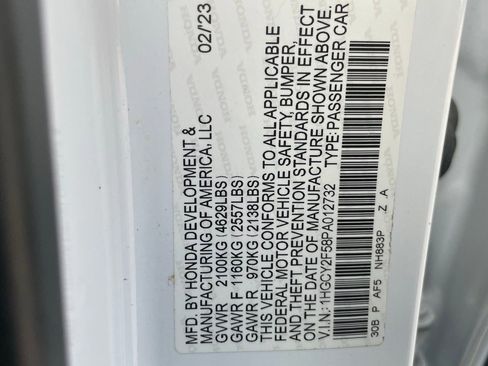 MFD. BY HONDA DEVELOPMENT & 02/23
MANUFACTURING OF AMERICA, LLC
GVWR 2100KG (4629LBS)
GAWR F 1160KG (2557LBS)
GAWR R 970KG (2138LBS)
THIS VEHICLE CONFORMS TO ALL APPLICABLE
FEDERAL MOTOR VEHICLE SAFETY, BUMPER,
AND THEFT PREVENTION STANDARDS IN EFFECT
ON THE DATE OF MANUFACTURE SHOWN ABOVE.
V.I.N.: 1HGCY2F58PA012732 TYPE: PASSENGER CAR
30B P AF5 NH883P Z A
HONDA